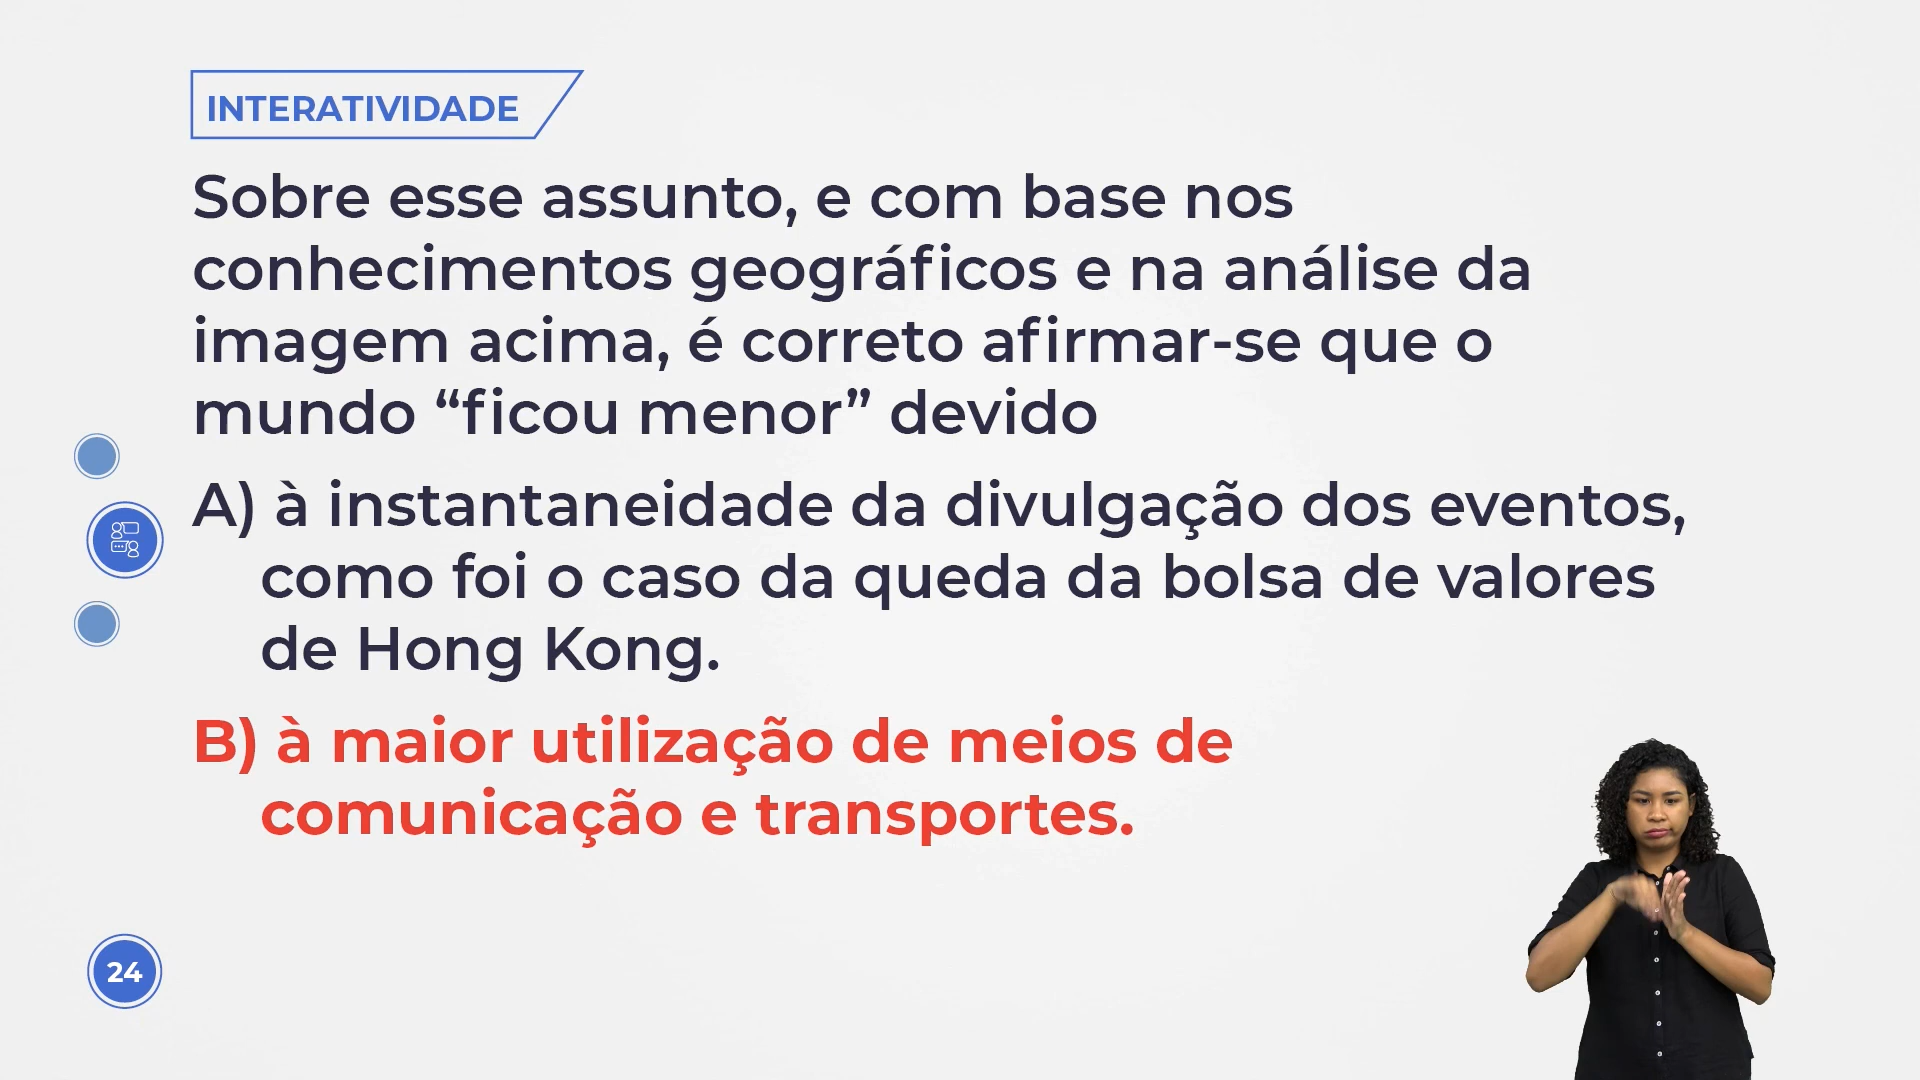 INTERATIVIDADE
Sobre esse assunto, e com base nos
conhecimentos geográficos e na análise da
imagem acima, é correto afirmar-se que o
mundo “ficou menor” devido
A) à instantaneidade da divulgação dos eventos,
como foi o caso da queda da bolsa de valores
de Hong Kong.
B) à maior utilização de meios de
comunicação e transportes.
24